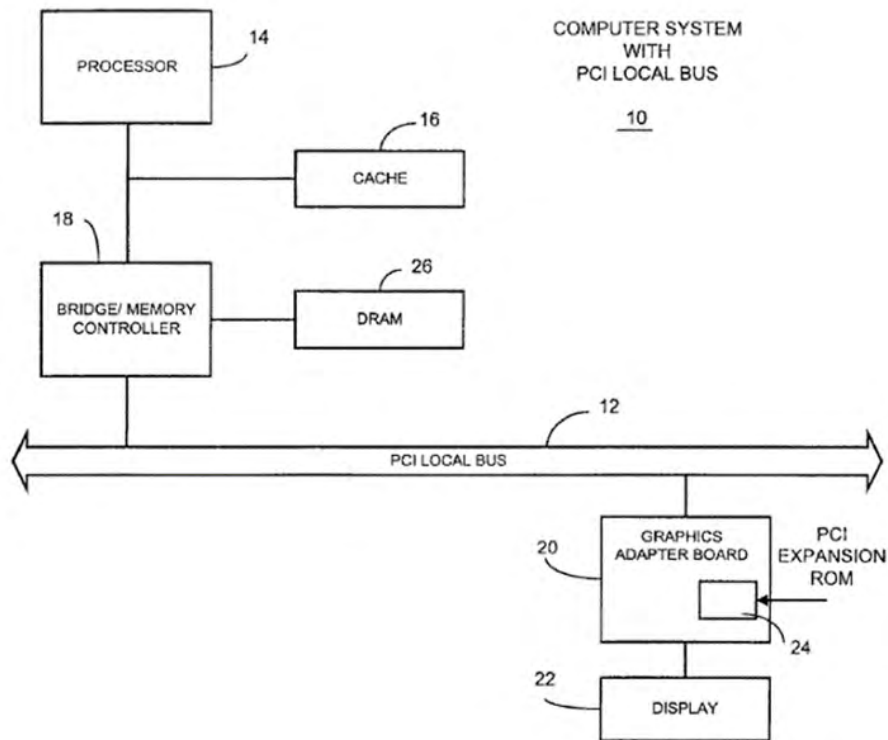 COMPUTER SYSTEM
WITH
PCI LOCAL BUS
10
PROCESSOR
14
16
CACHE
18
BRIDGE/ MEMORY
CONTROLLER
26
DRAM
12
PCI LOCAL BUS
20
GRAPHICS
ADAPTER BOARD
PCI
EXPANSION
ROM
24
22
DISPLAY